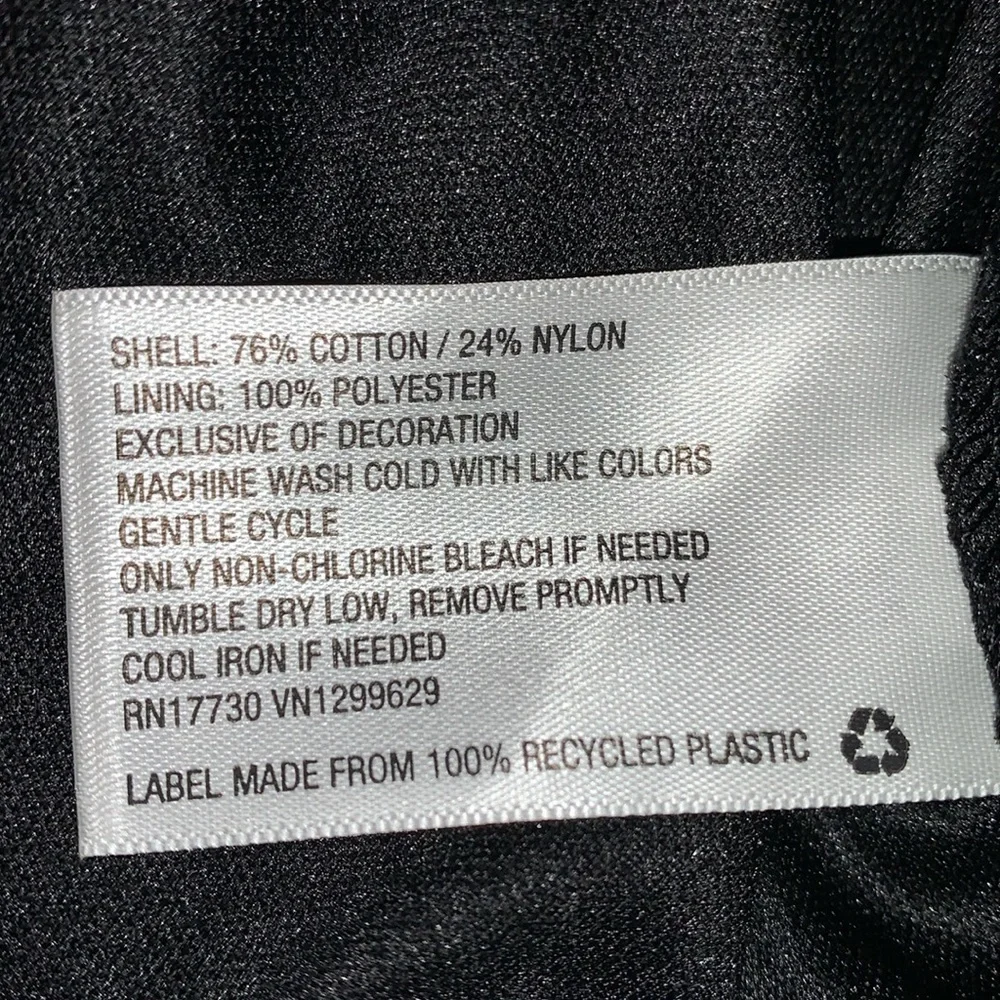 SHELL: 76% COTTON / 24% NYLON
LINING: 100% POLYESTER
EXCLUSIVE OF DECORATION
MACHINE WASH COLD WITH LIKE COLORS
GENTLE CYCLE
ONLY NON-CHLORINE BLEACH IF NEEDED
TUMBLE DRY LOW, REMOVE PROMPTLY
COOL IRON IF NEEDED
RN17730 VN1299629
LABEL MADE FROM 100% RECYCLED PLASTIC